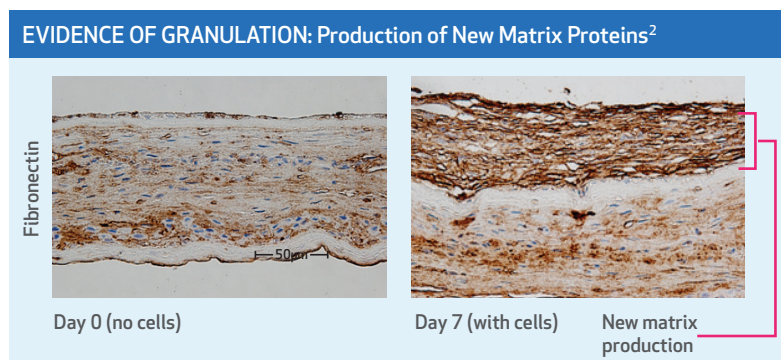 EVIDENCE OF GRANULATION: Production of New Matrix Proteins²
Fibronectin
50µm
Day 0 (no cells)
Day 7 (with cells)
New matrix
production